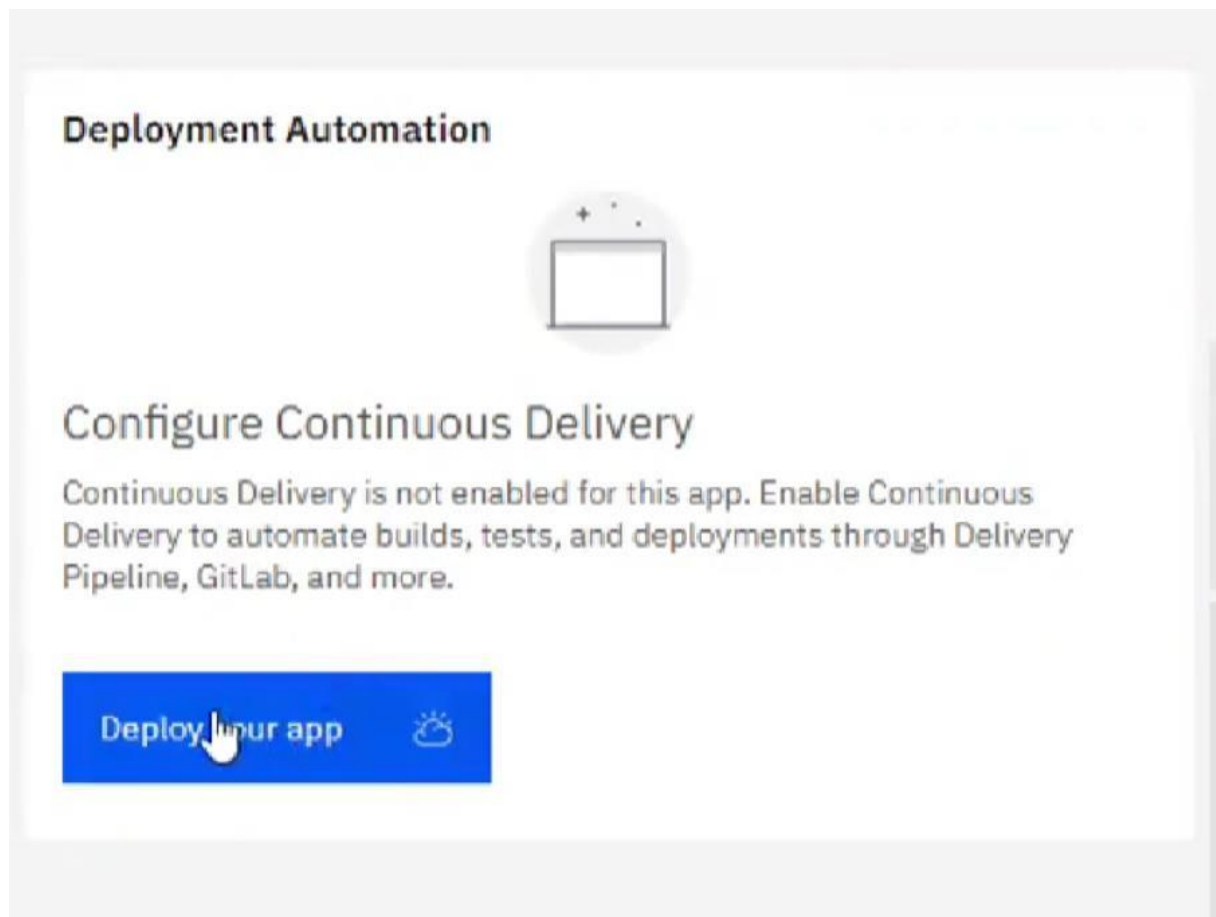 Deployment Automation
Configure Continuous Delivery
Continuous Delivery is not enabled for this app. Enable Continuous
Delivery to automate builds, tests, and deployments through Delivery
Pipeline, GitLab, and more.
Deploy your app